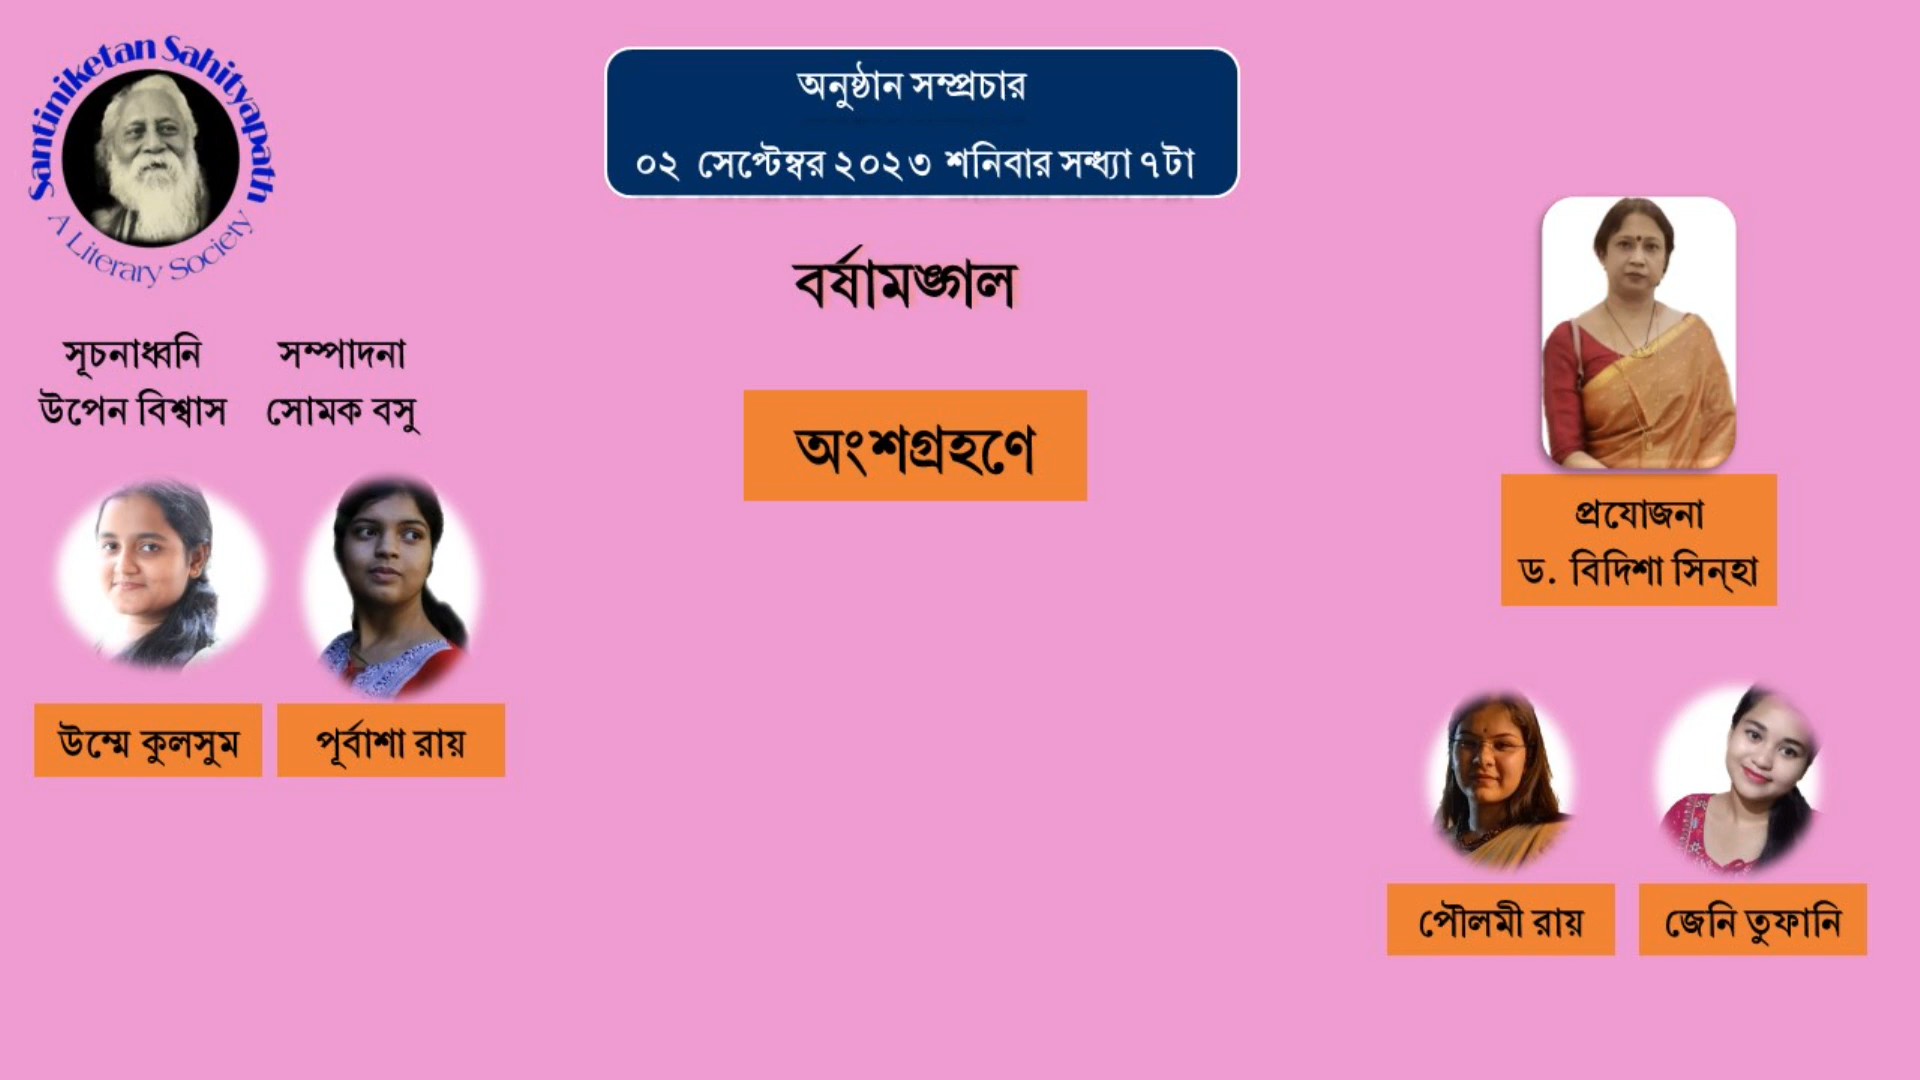 Santiniketan Sahityapath
A Literary Society
অনুষ্ঠান সম্প্রচার
০২ সেপ্টেম্বর ২০২৩ শনিবার সন্ধ্যা ৭টা
বর্ষামঙ্গল
সূচনাধ্বনি
উপেন বিশ্বাস
সম্পাদনা
সোমক বসু
অংশগ্রহণে
প্রযোজনা
ড. বিদিশা সিন্‌হা
উম্মে কুলসুম
পূর্বাশা রায়
পৌলমী রায়
জেনি তুফানি